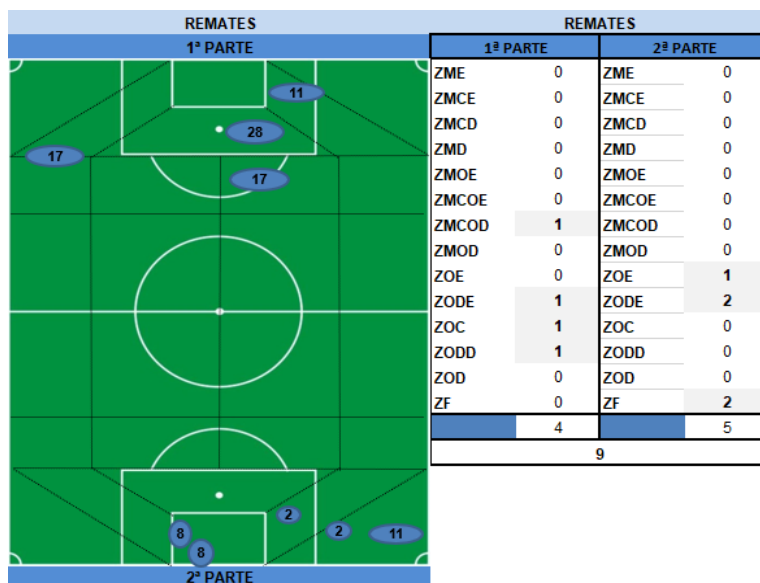 REMATES
1ª PARTE
11
28
17
17
2
8
2
11
8
2ª PARTE
REMATES
1ª PARTE 2ª PARTE
ZME 0 ZME 0
ZMCE 0 ZMCE 0
ZMCD 0 ZMCD 0
ZMD 0 ZMD 0
ZMOE 0 ZMOE 0
ZMCOE 0 ZMCOE 0
ZMCOD 1 ZMCOD 0
ZMOD 0 ZMOD 0
ZOE 0 ZOE 1
ZODE 1 ZODE 2
ZOC 1 ZOC 0
ZODD 1 ZODD 0
ZOD 0 ZOD 0
ZF 0 ZF 2
4 5
9